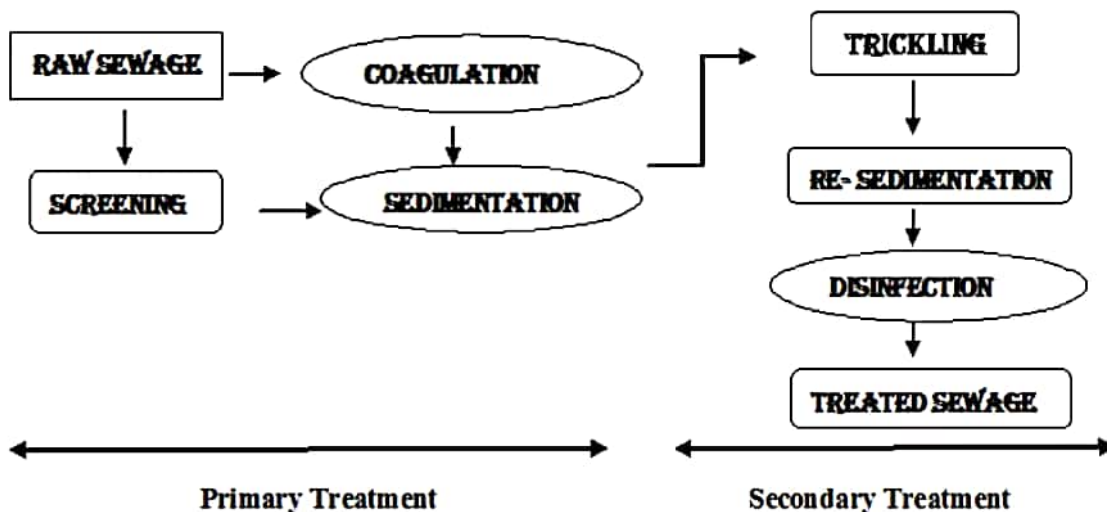 RAW SEWAGE
COAGULATION
TRICKLING
SCREENING
SEDIMENTATION
RE- SEDIMENTATION
DISINFECTION
TREATED SEWAGE
Primary Treatment
Secondary Treatment